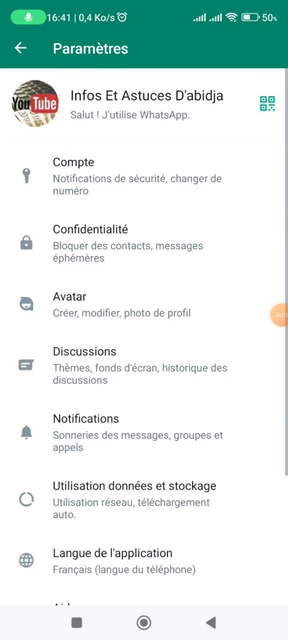 16:41 | 0,4 Ko/s
50%
Paramètres
YouTube
Infos Et Astuces D'abidja
Salut ! J'utilise WhatsApp.
Compte
Notifications de sécurité, changer de
numéro
Confidentialité
Bloquer des contacts, messages
éphémères
Avatar
Créer, modifier, photo de profil
Discussions
Thèmes, fonds d'écran, historique des
discussions
Notifications
Sonneries des messages, groupes et
appels
Utilisation données et stockage
Utilisation réseau, téléchargement
auto.
Langue de l'application
Français (langue du téléphone)